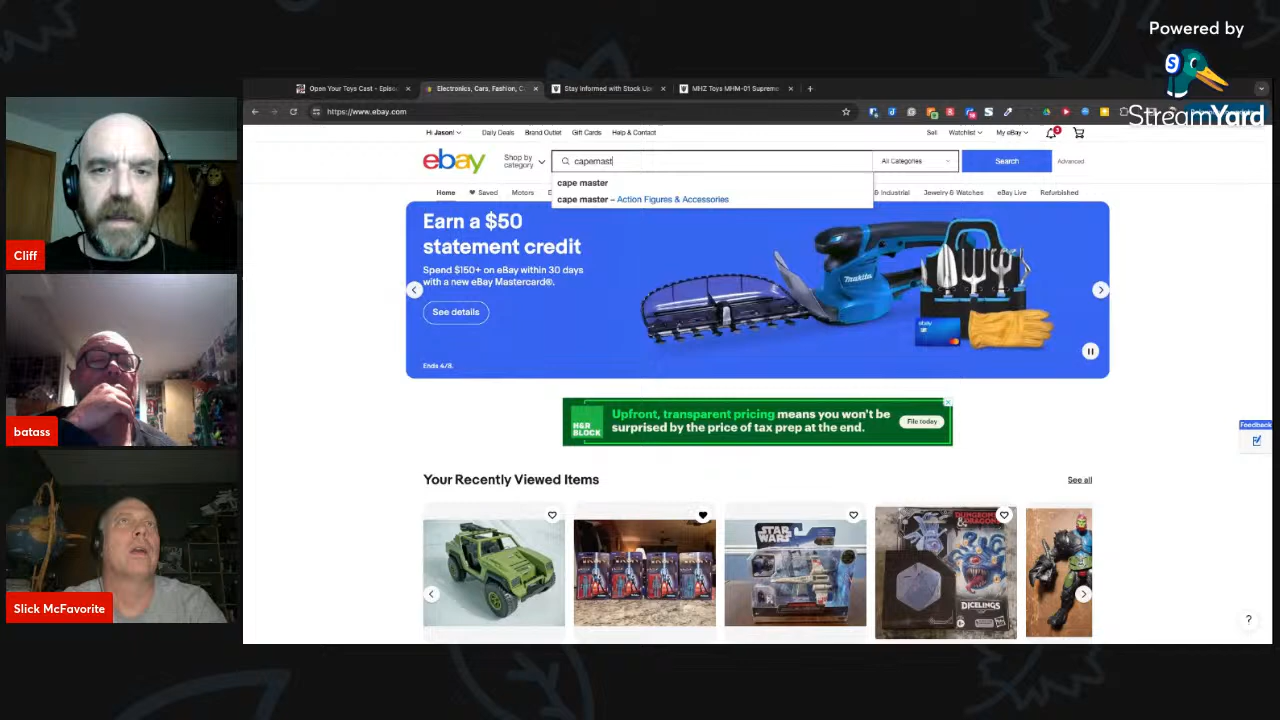 Powered by
StreamYard
Open Your Toys Cast - Episo
Electronics, Cars, Fashion, C
Stay Informed with Stock Up
MHZ Toys MHM-01 Supreme
https://www.ebay.com
Hi Jason!
Daily Deals
Brand Outlet
Gift Cards
Help & Contact
Sell
Watchlist
My eBay
ebay
Shop by
category
capemast
All Categories
Search
Advanced
cape master
cape master – Action Figures & Accessories
Home
Saved
Motors
& Industrial
Jewelry & Watches
eBay Live
Refurbished
Earn a $50
statement credit
Spend $150+ on eBay within 30 days
with a new eBay Mastercard®.
See details
Ends 4/8.
makita
H&R
BLOCK
Upfront, transparent pricing means you won't be
surprised by the price of tax prep at the end.
File today
Feedback
Your Recently Viewed Items
See all
STAR
WARS
DUNGEONS
& DRAGONS
DICELINGS
?
Cliff
batass
Slick McFavorite